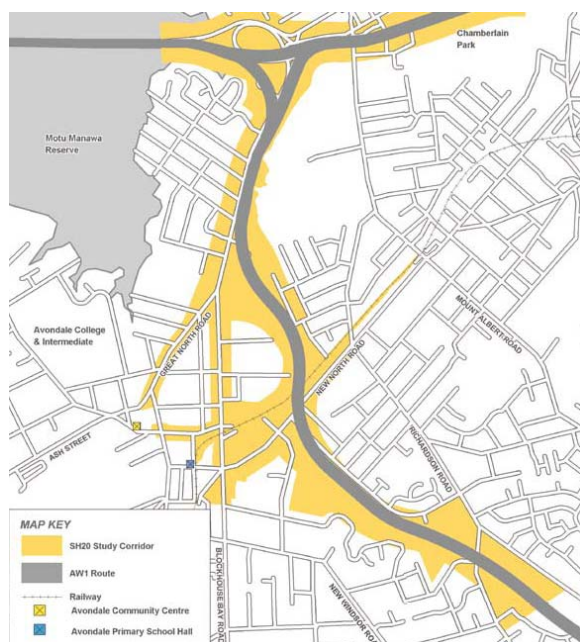 Chamberlain
Park
Motu Manawa
Reserve
Avondale College
& Intermediate
GREAT NORTH ROAD
NEW NORTH ROAD
MOUNT ALBERT ROAD
RICHARDSON ROAD
ASH STREET
BLOCKHOUSE BAY ROAD
NEW WINDSOR ROAD
MAP KEY
SH20 Study Corridor
AW1 Route
Railway
Avondale Community Centre
Avondale Primary School Hall